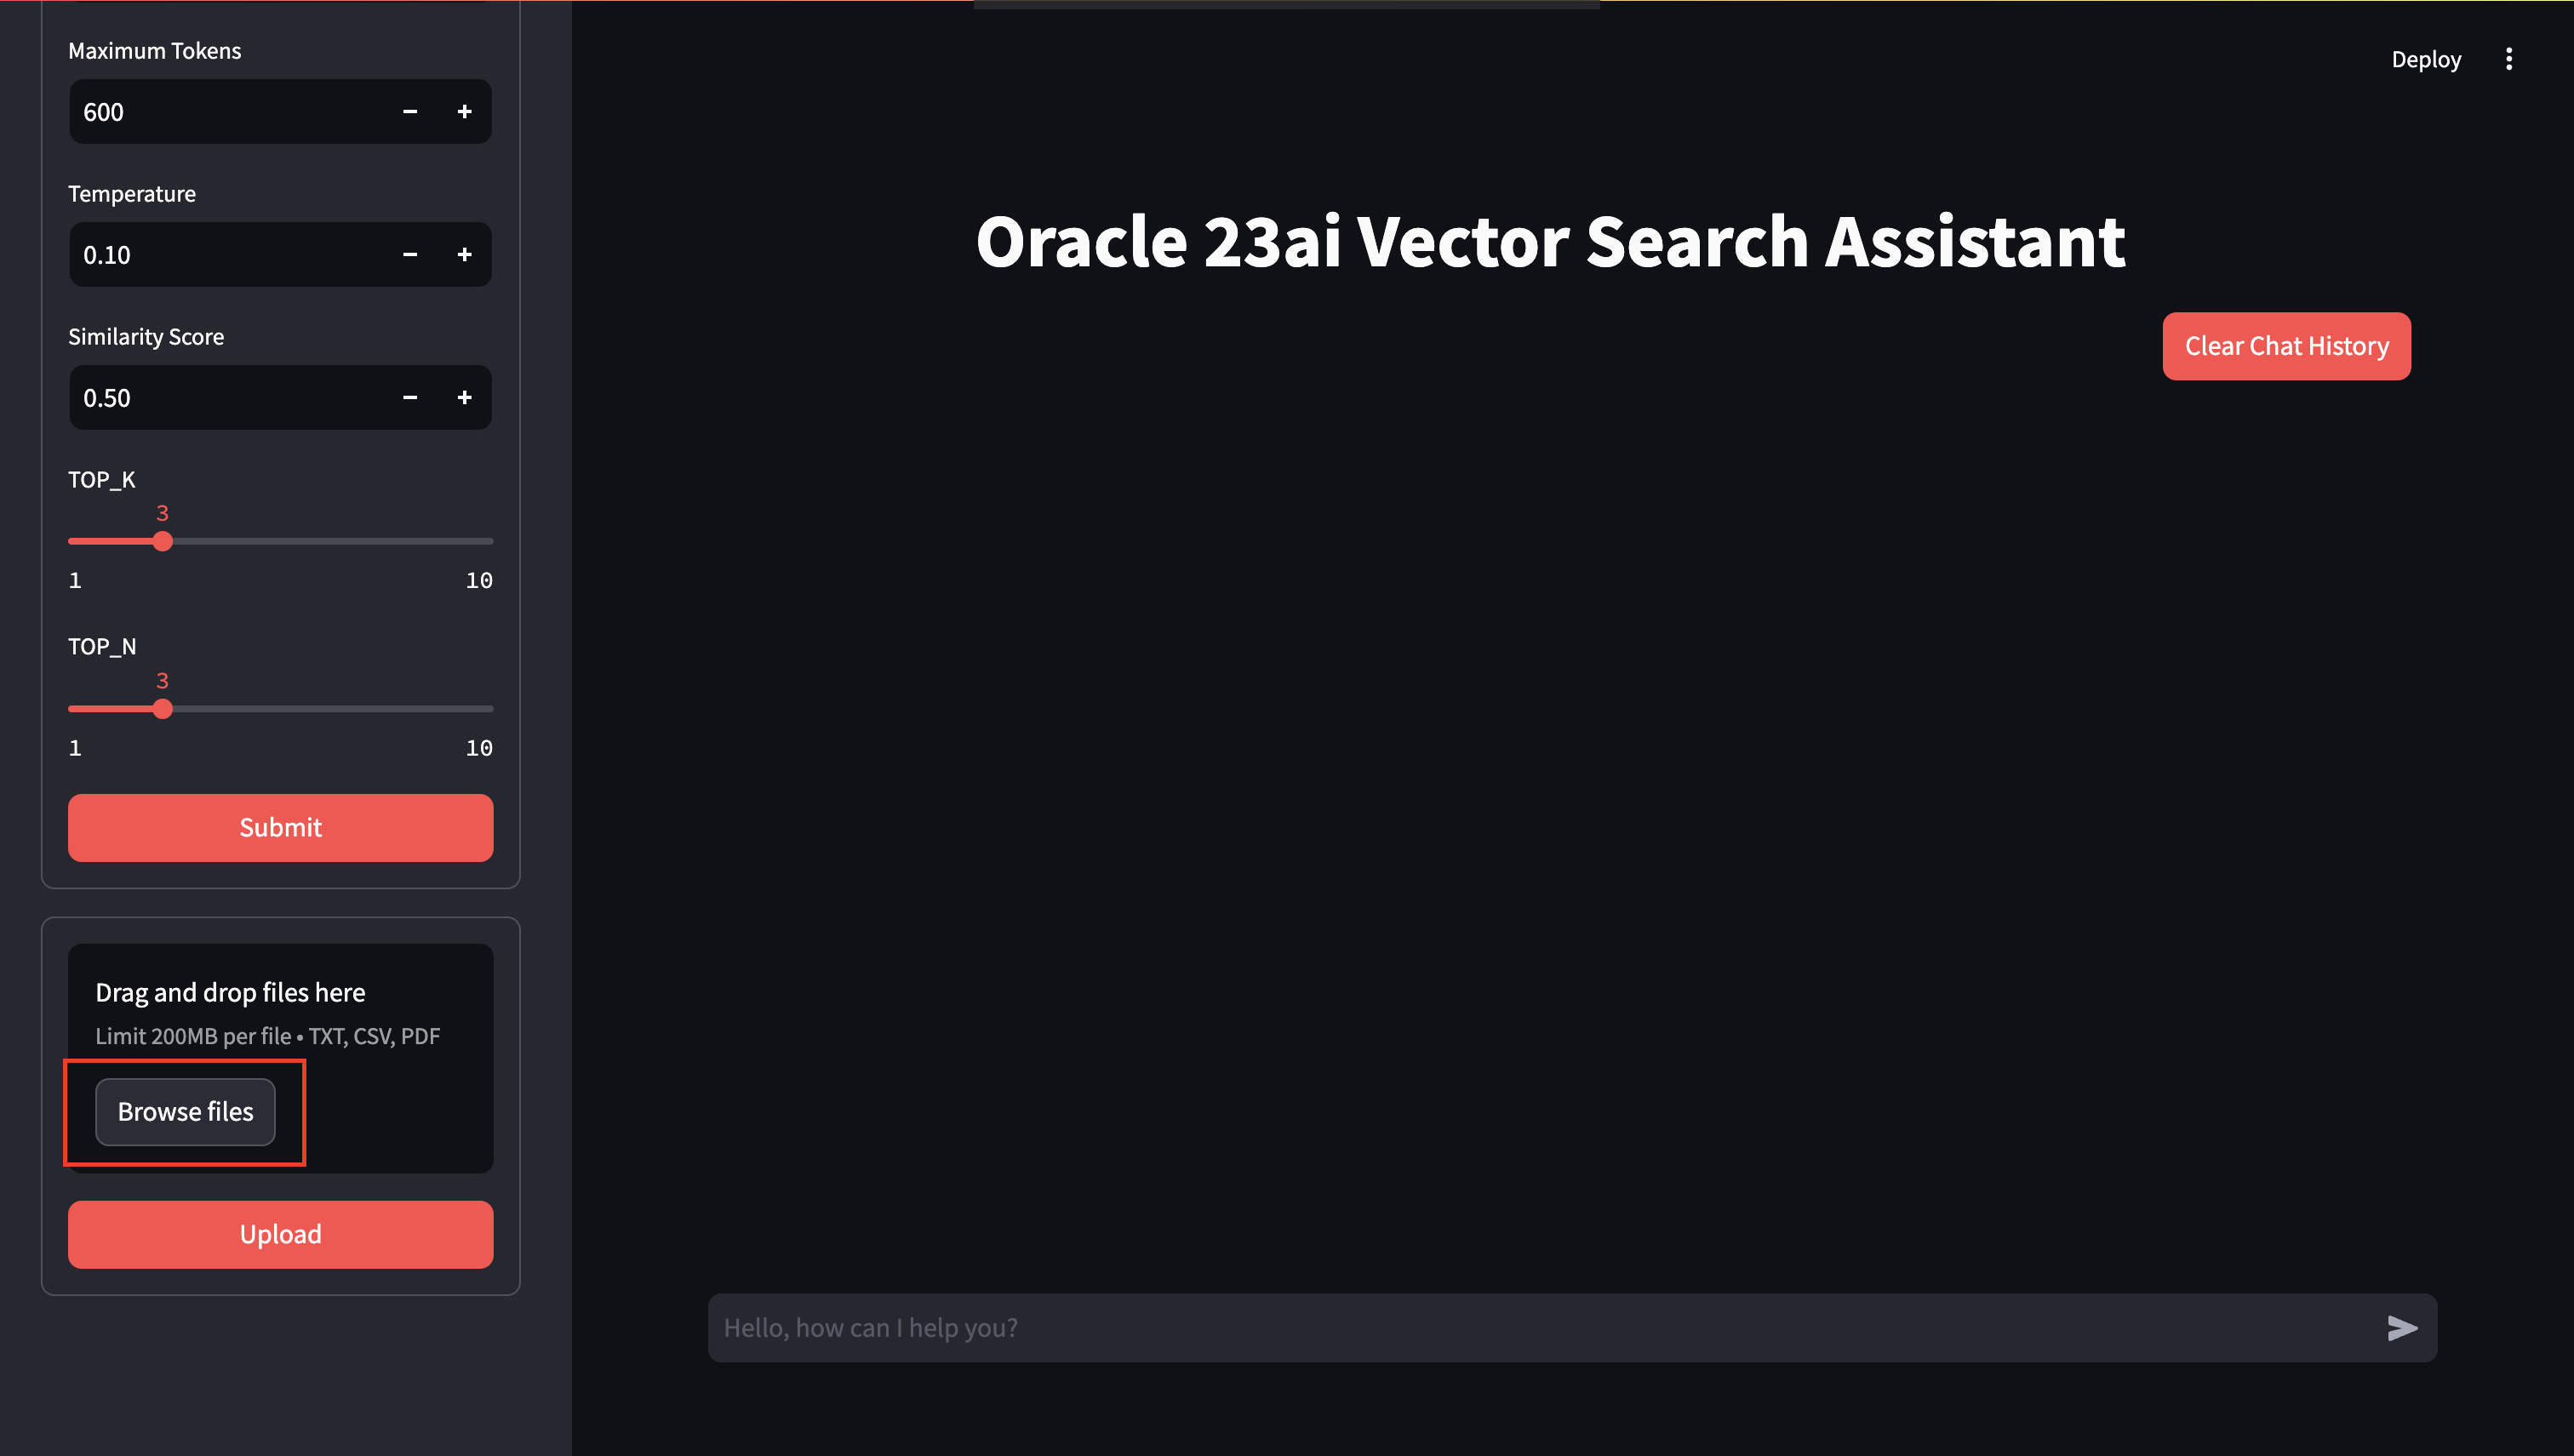 Maximum Tokens
600
Temperature
0.10
Similarity Score
0.50
TOP_K
3
1 10
TOP_N
3
1 10
Submit
Drag and drop files here
Limit 200MB per file • TXT, CSV, PDF
Browse files
Upload
Deploy
Oracle 23ai Vector Search Assistant
Clear Chat History
Hello, how can I help you?